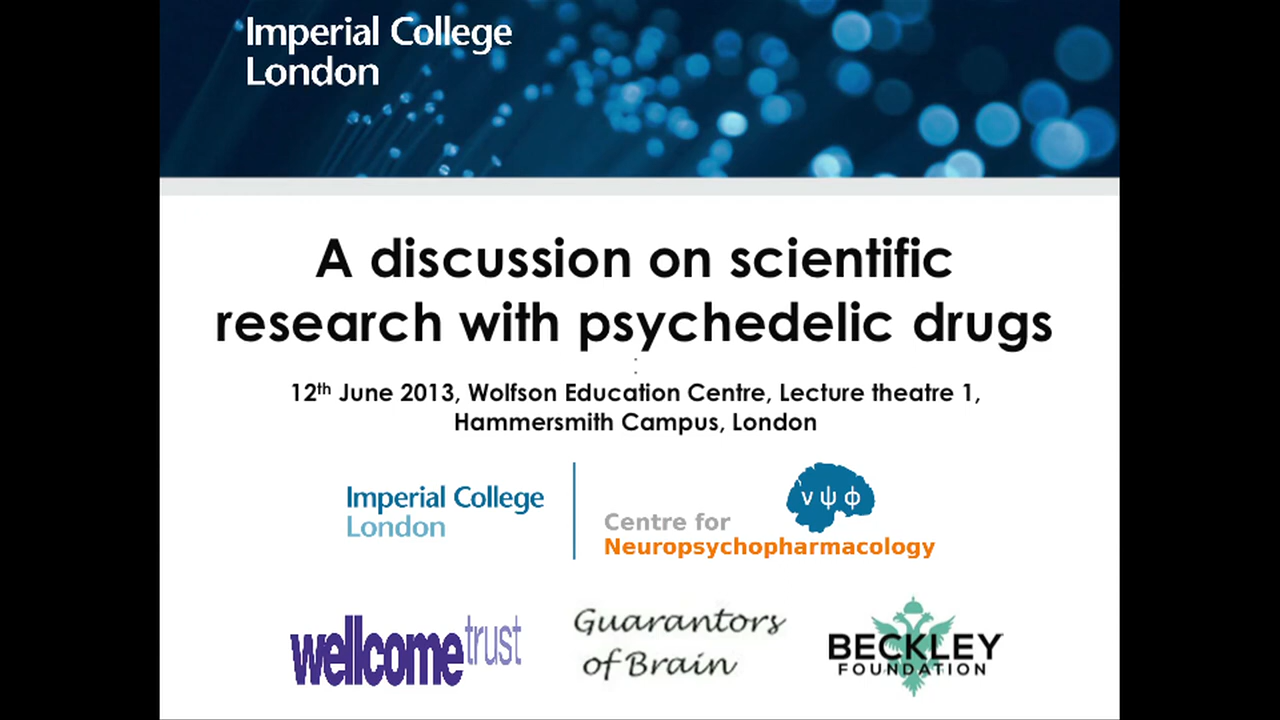 Imperial College
London
A discussion on scientific
research with psychedelic drugs
:
12th June 2013, Wolfson Education Centre, Lecture theatre 1,
Hammersmith Campus, London
Imperial College
London
ν ψ φ
Centre for
Neuropsychopharmacology
wellcometrust
Guarantors
of Brain
BECKLEY
FOUNDATION